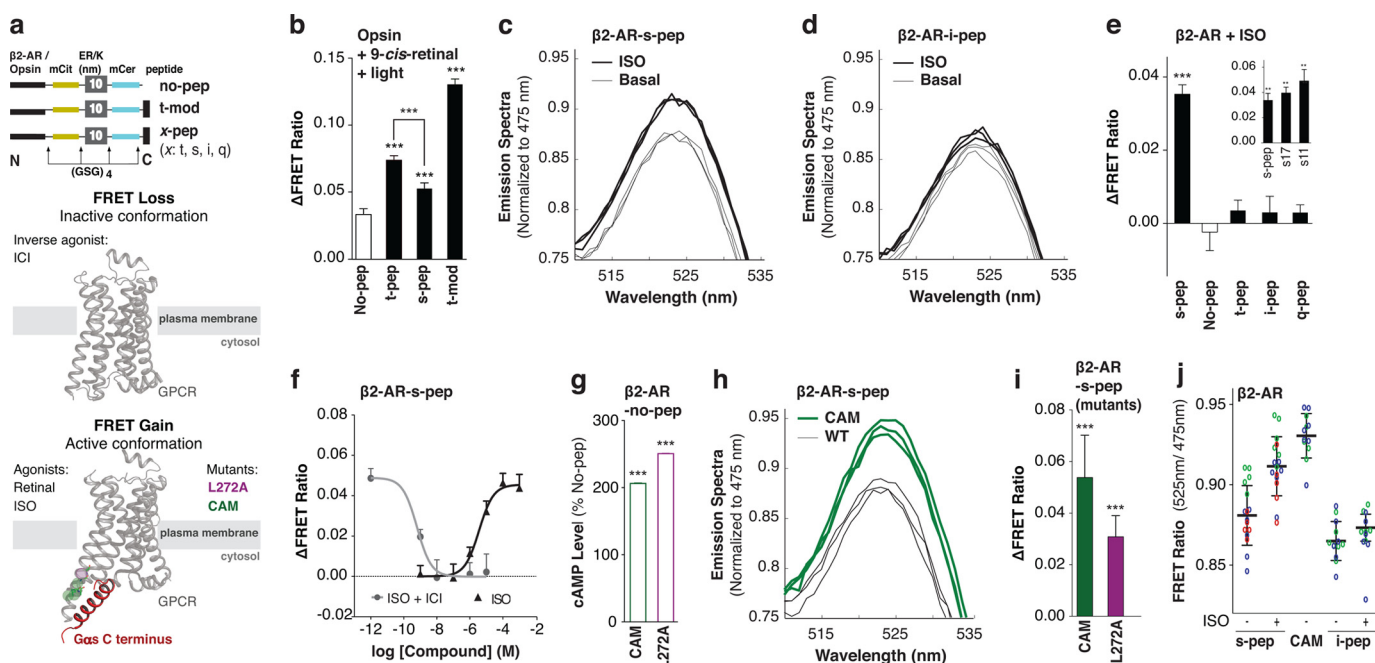 a
β2-AR /
Opsin
mCit
ER/K
(nm)
mCer
peptide
10
no-pep
10
t-mod
10
x-pep
(x: t, s, i, q)
N
C
(GSG) 4
FRET Loss
Inactive conformation
Inverse agonist:
ICI
plasma membrane
cytosol
GPCR
FRET Gain
Active conformation
Agonists:
Retinal
ISO
Mutants:
L272A
CAM
plasma membrane
cytosol
GPCR
Gαs C terminus
b
Opsin
+ 9-cis-retinal
+ light
ΔFRET Ratio
0.15
0.10
0.05
0.00
***
***
***
***
No-pep
t-pep
s-pep
t-mod
c
β2-AR-s-pep
ISO
Basal
Emission Spectra
(Normalized to 475 nm)
0.9
0.85
0.8
0.75
515
525
535
Wavelength (nm)
d
β2-AR-i-pep
ISO
Basal
Emission Spectra
(Normalized to 475 nm)
0.9
0.85
0.8
0.75
515
525
535
Wavelength (nm)
e
β2-AR + ISO
ΔFRET Ratio
0.04
0.02
0.00
***
s-pep
No-pep
t-pep
i-pep
q-pep
0.06
0.04
0.02
0.00
**
**
**
s-pep
s17
s11
f
β2-AR-s-pep
ΔFRET Ratio
0.08
0.06
0.04
0.02
0.00
-0.02
ISO + ICI
ISO
-12
-10
-8
-6
-4
-2
log [Compound] (M)
g
β2-AR
-no-pep
cAMP Level (% No-pep)
300
200
100
0
***
***
CAM
L272A
h
β2-AR-s-pep
CAM
WT
Emission Spectra
(Normalized to 475 nm)
0.95
0.9
0.85
0.8
0.75
515
525
535
Wavelength (nm)
i
β2-AR
-s-pep
(mutants)
ΔFRET Ratio
0.08
0.06
0.04
0.02
0.00
***
***
CAM
L272A
j
β2-AR
FRET Ratio (525nm/ 475nm)
0.95
0.90
0.85
ISO
-
+
-
-
+
s-pep
CAM
i-pep